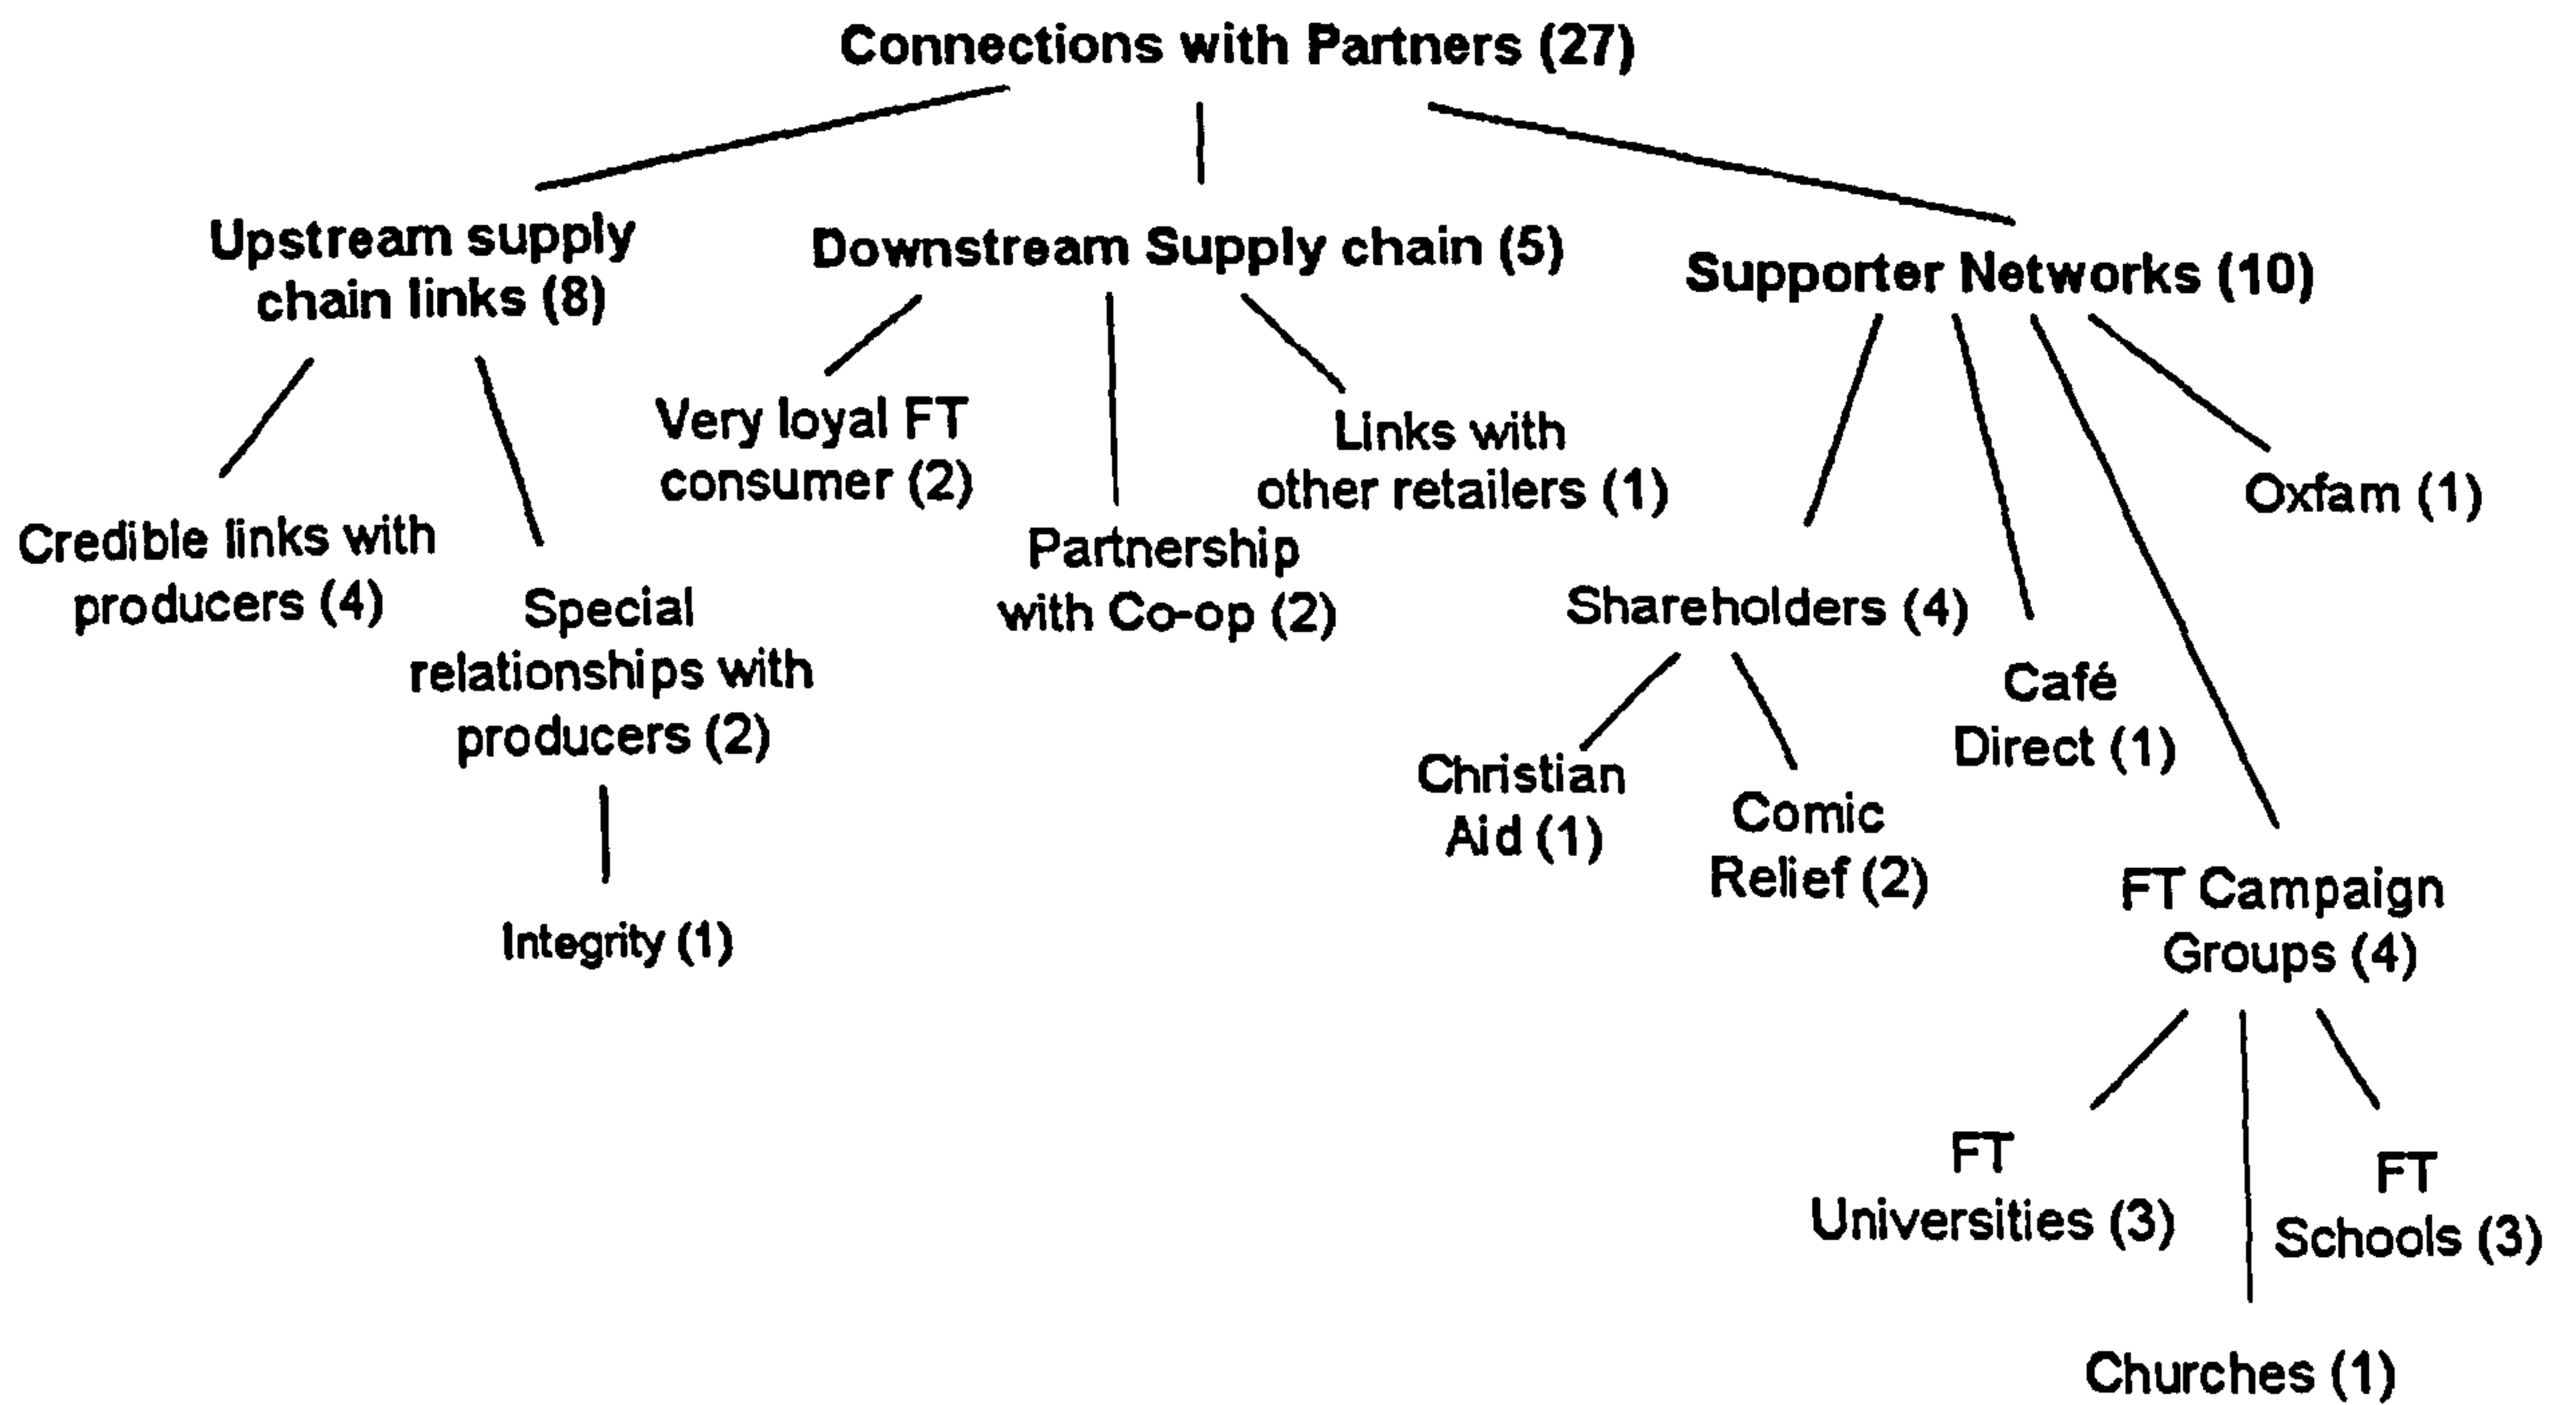 Connections with Partners (27)
Upstream supply
chain links (8)
Downstream Supply chain (5)
Supporter Networks (10)
Credible links with
producers (4)
Special
relationships with
producers (2)
Integrity (1)
Very loyal FT
consumer (2)
Partnership
with Co-op (2)
Links with
other retailers (1)
Shareholders (4)
Christian
Aid (1)
Comic
Relief (2)
Café
Direct (1)
FT Campaign
Groups (4)
FT
Universities (3)
Churches (1)
FT
Schools (3)
Oxfam (1)